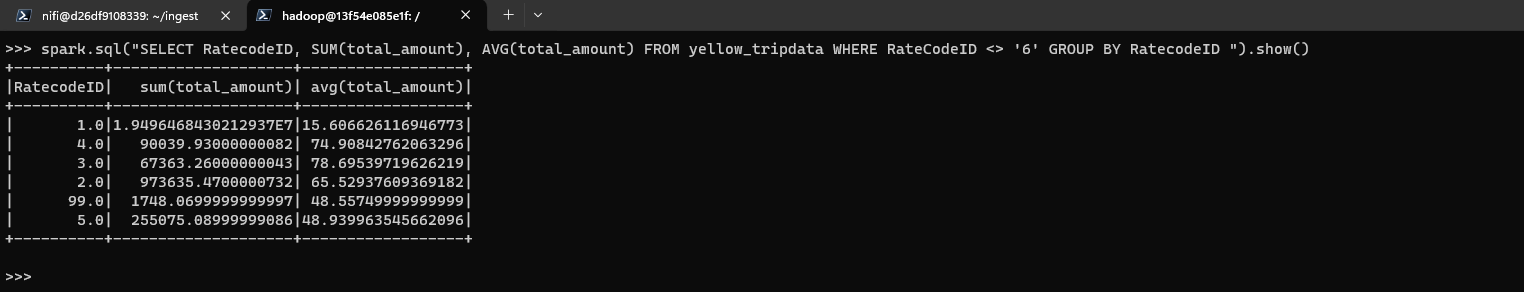 nifi@d26df9108339: ~/ingest
hadoop@13f54e085e1f: /
>>> spark.sql("SELECT RatecodeID, SUM(total_amount), AVG(total_amount) FROM yellow_tripdata WHERE RateCodeID <> '6' GROUP BY RatecodeID ").show()
+----------+--------------------+------------------+
|RatecodeID|   sum(total_amount)| avg(total_amount)|
+----------+--------------------+------------------+
|       1.0|1.9496468430212937E7|15.606626116946773|
|       4.0|   90039.93000000082| 74.90842762063296|
|       3.0|   67363.26000000043| 78.69539719626219|
|       2.0|   973635.4700000732| 65.52937609369182|
|      99.0|  1748.0699999999997| 48.55749999999999|
|       5.0|  255075.08999999086|48.939963545662096|
+----------+--------------------+------------------+
>>>